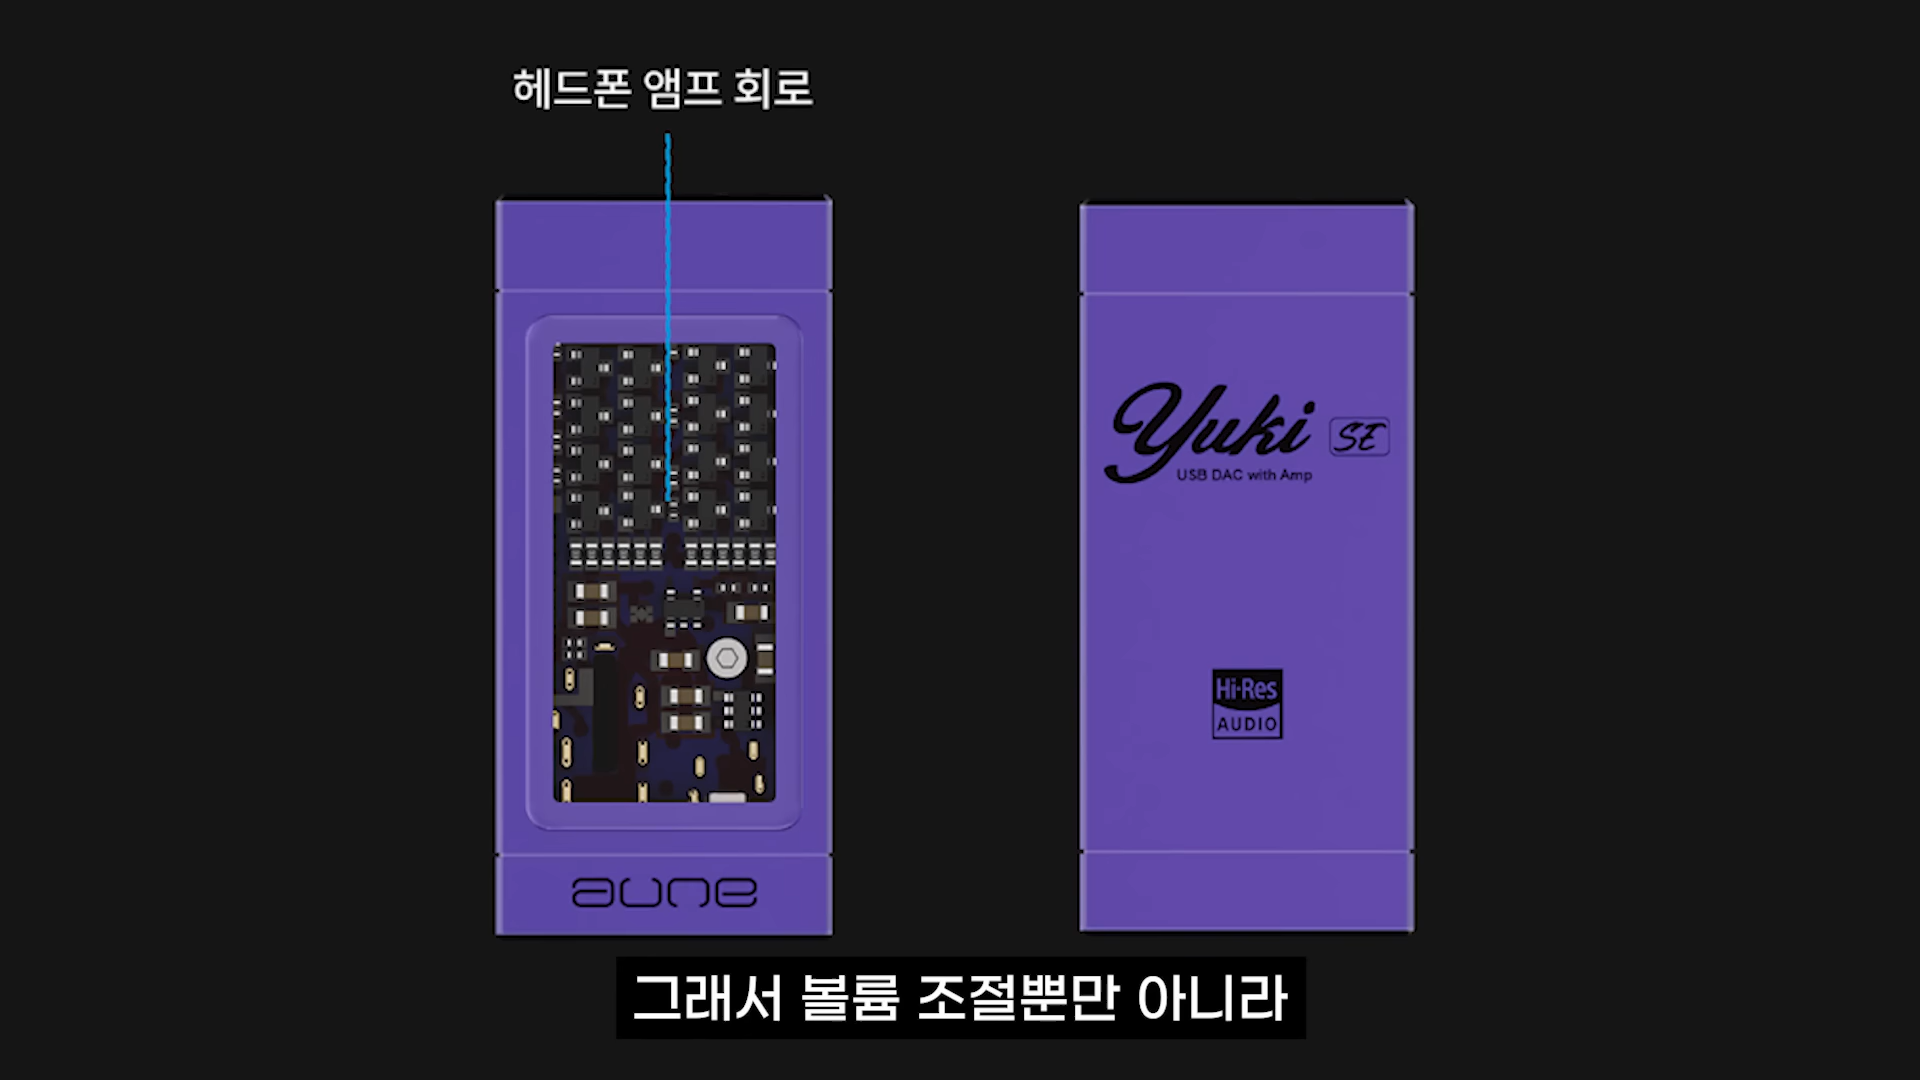 헤드폰 앰프 회로
Yuki SE
USB DAC with Amp
Hi-Res
AUDIO
aune
그래서 볼륨 조절뿐만 아니라